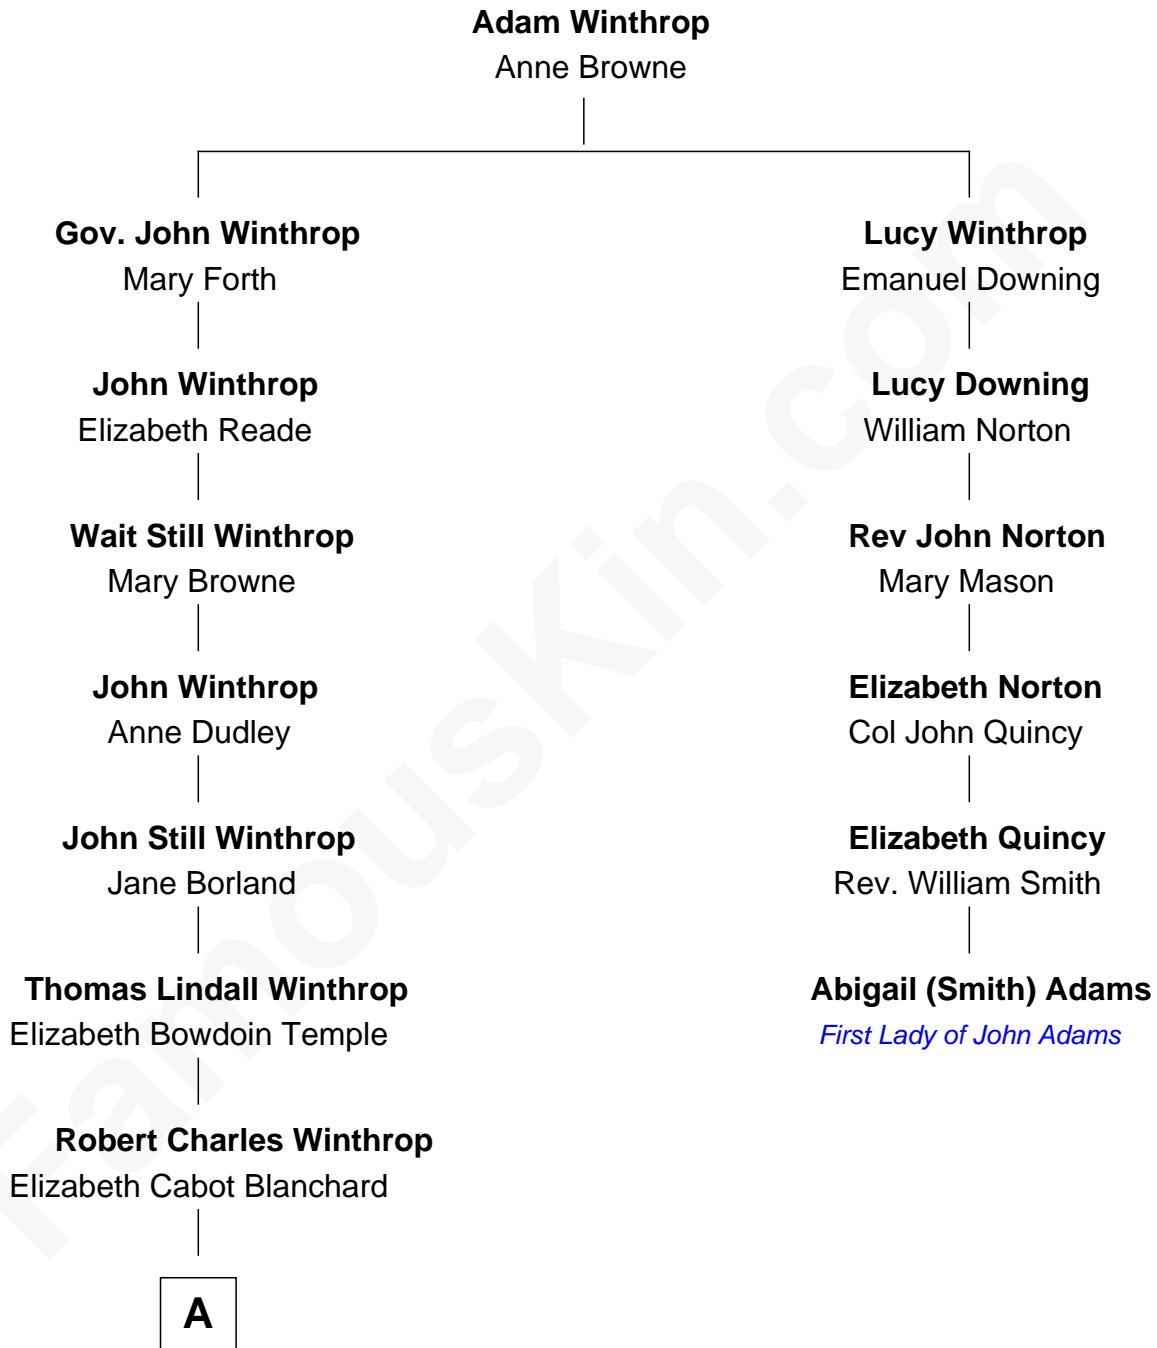 Adam Winthrop
Anne Browne
Gov. John Winthrop
Mary Forth
Lucy Winthrop
Emanuel Downing
John Winthrop
Elizabeth Reade
Lucy Downing
William Norton
Wait Still Winthrop
Mary Browne
Rev John Norton
Mary Mason
John Winthrop
Anne Dudley
Elizabeth Norton
Col John Quincy
John Still Winthrop
Jane Borland
Elizabeth Quincy
Rev. William Smith
Thomas Lindall Winthrop
Elizabeth Bowdoin Temple
Abigail (Smith) Adams
First Lady of John Adams
Robert Charles Winthrop
Elizabeth Cabot Blanchard
A
FamousKin.com